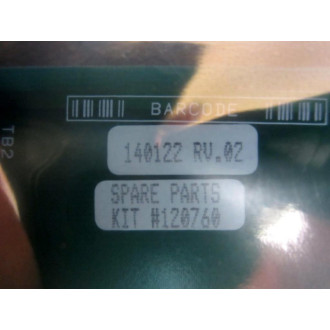 BARCODE
TB2
140122 RV.02
SPARE PARTS
KIT #120760